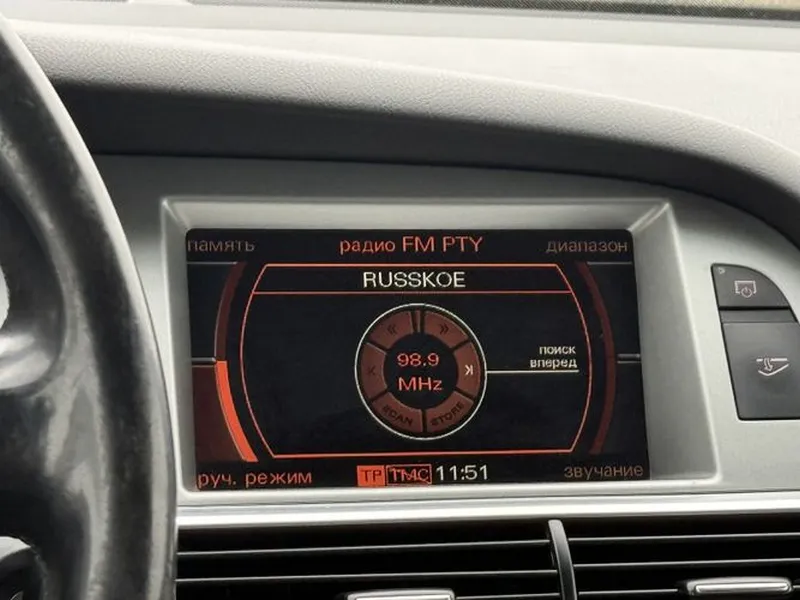 память радио FM PTY диапазон
RUSSKOE
98.9
MHz
поиск
вперед
SCAN STORE
руч. режим TP TMC 11:51 звучание